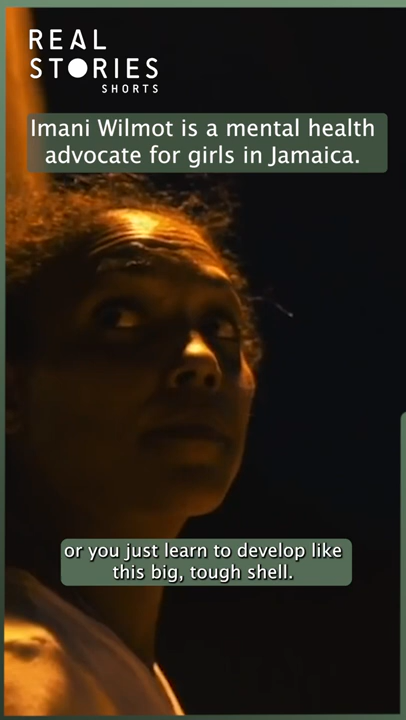 REAL
STORIES
SHORTS
Imani Wilmot is a mental health
advocate for girls in Jamaica.
or you just learn to develop like
this big, tough shell.